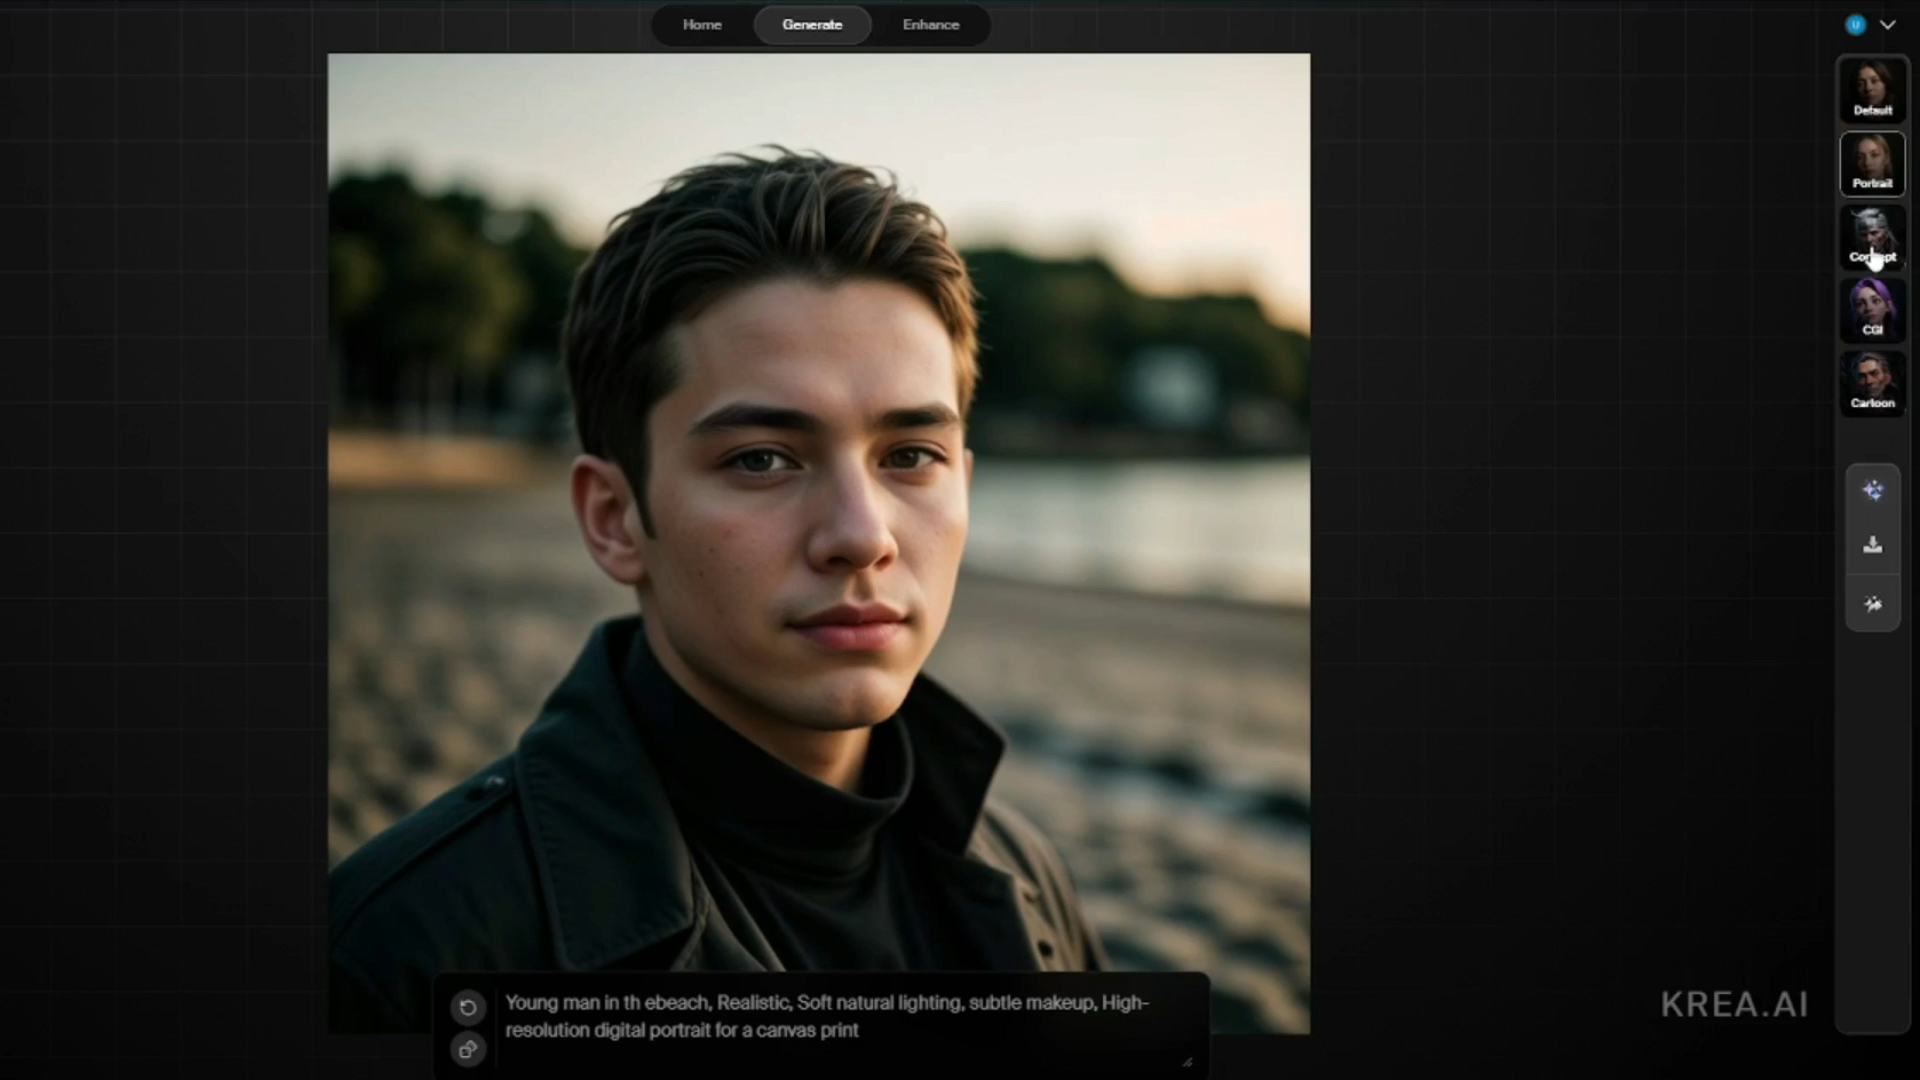 Home
Generate
Enhance
U
Default
Portrait
Concept
CGI
Cartoon
Young man in th ebeach, Realistic, Soft natural lighting, subtle makeup, High-
resolution digital portrait for a canvas print
KREA.AI